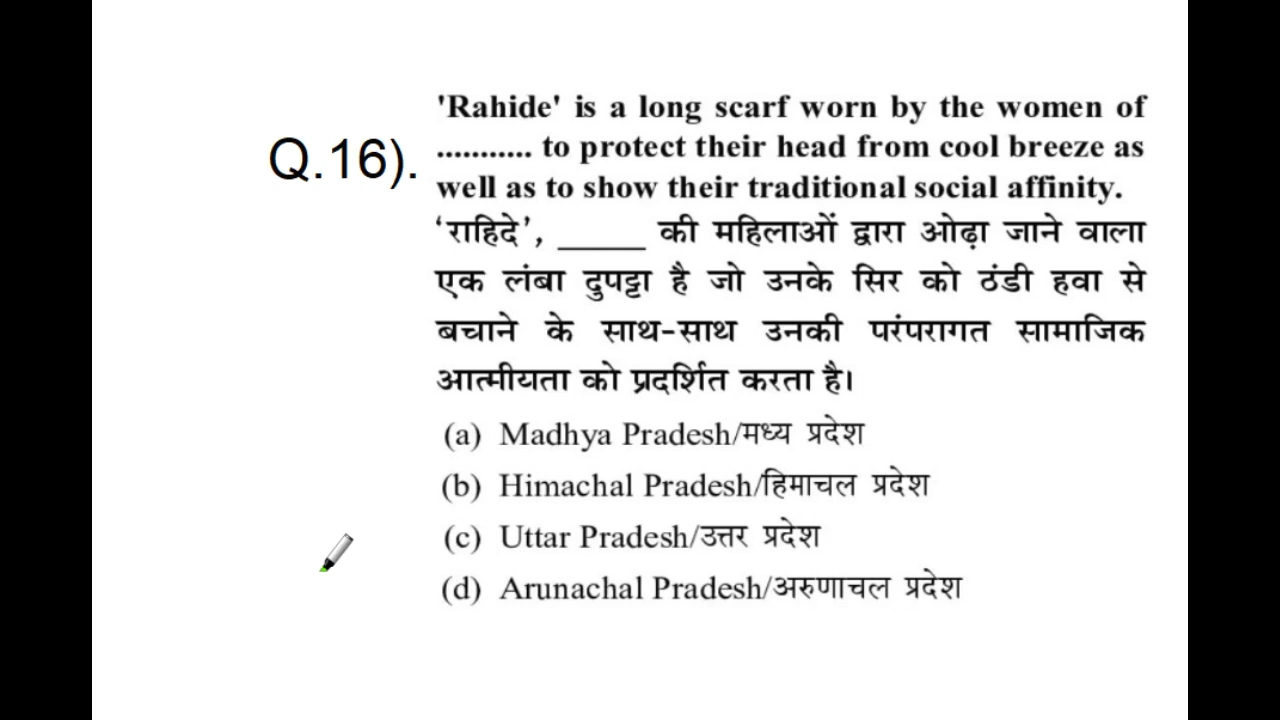 Q.16).
'Rahide' is a long scarf worn by the women of
........... to protect their head from cool breeze as
well as to show their traditional social affinity.
‘राहिदे’, _____ की महिलाओं द्वारा ओढ़ा जाने वाला
एक लंबा दुपट्टा है जो उनके सिर को ठंडी हवा से
बचाने के साथ-साथ उनकी परंपरागत सामाजिक
आत्मीयता को प्रदर्शित करता है।
(a) Madhya Pradesh/मध्य प्रदेश
(b) Himachal Pradesh/हिमाचल प्रदेश
(c) Uttar Pradesh/उत्तर प्रदेश
(d) Arunachal Pradesh/अरुणाचल प्रदेश